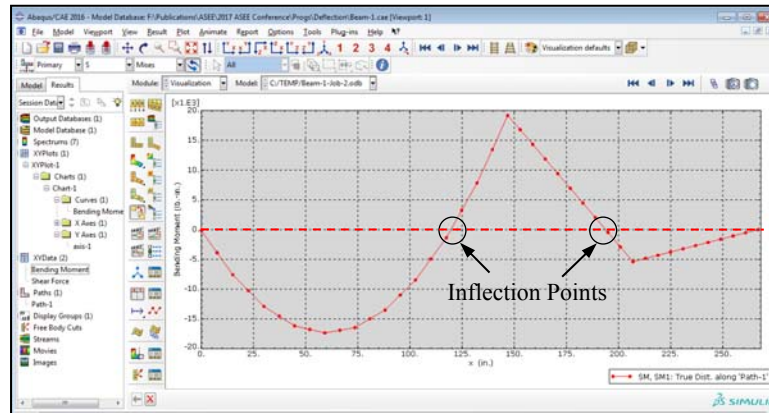 Abaqus/CAE 2016 - Model Database: F:\Publications\ASEE\2017 ASEE Conference\Progs\Deflection\Beam-1.cae [Viewport: 1]
File Model Viewport View Result Plot Animate Report Options Tools Plug-ins Help
1 2 3 4
Visualization defaults
Primary S Mises All
Model Results
Module: Visualization Model: C:/TEMP/Beam-1-Job-2.odb
Session Data
Output Databases (1)
Model Database (1)
Spectrums (7)
XYPlots (1)
XYPlot-1
Charts (1)
Chart-1
Curves (1)
Bending Mome
X Axes (1)
Y Axes (1)
axis-1
XYData (2)
Bending Moment
Shear Force
Paths (1)
Path-1
Display Groups (1)
Free Body Cuts
Streams
Movies
Images
[x1.E3]
20.
15.
10.
5.
0.
-5.
-10.
-15.
-20.
Bending Moment (lb.-in.)
0. 25. 50. 75. 100. 125. 150. 175. 200. 225. 250.
x (in.)
Inflection Points
SM, SM1: True Dist. along 'Path-1'
SIMULI